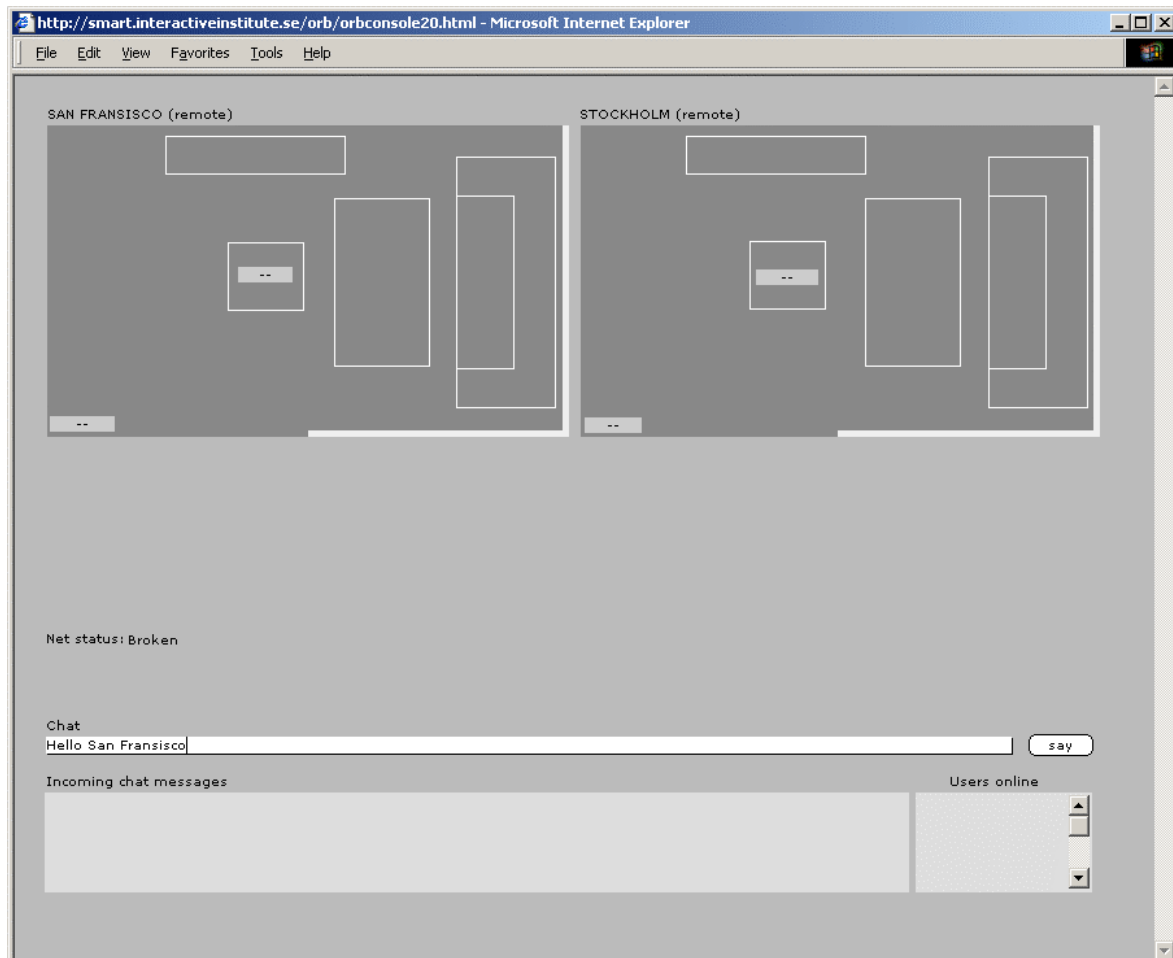 http://smart.interactiveinstitute.se/orb/orbconsole20.html - Microsoft Internet Explorer
File Edit View Favorites Tools Help
SAN FRANSISCO (remote) STOCKHOLM (remote)
-- --
-- --
Net status: Broken
Chat
Hello San Fransisco say
Incoming chat messages Users online